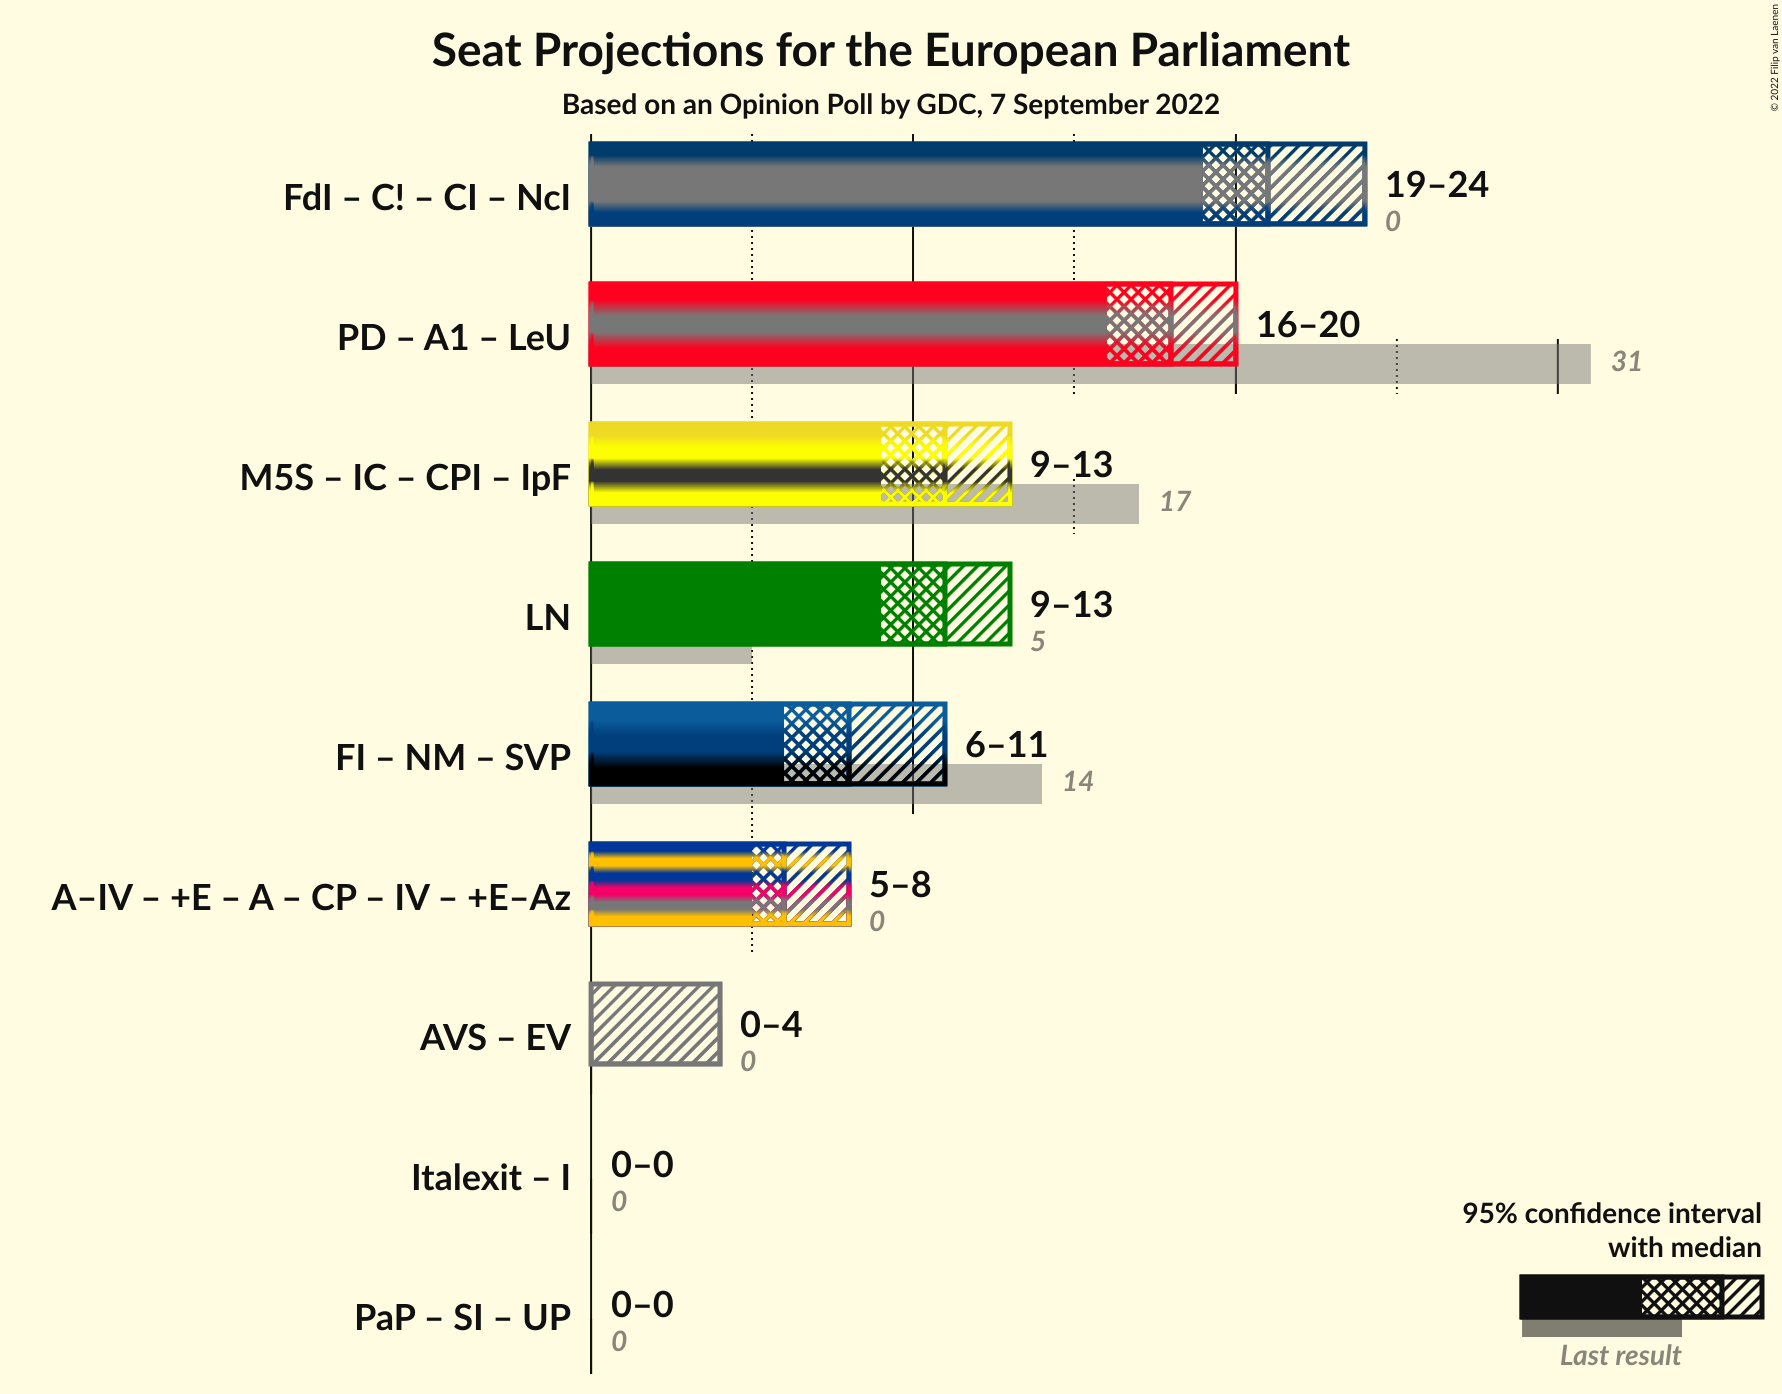 Seat Projections for the European Parliament
Based on an Opinion Poll by GDC, 7 September 2022
© 2022 Filip van Laenen
FdI – C! – CI – NcI
19–24
0
PD – A1 – LeU
16–20
31
M5S – IC – CPI – IpF
9–13
17
LN
9–13
5
FI – NM – SVP
6–11
14
A–IV – +E – A – CP – IV – +E–Az
5–8
0
AVS – EV
0–4
0
Italexit – I
0–0
0
PaP – SI – UP
0–0
0
95% confidence interval
with median
Last result